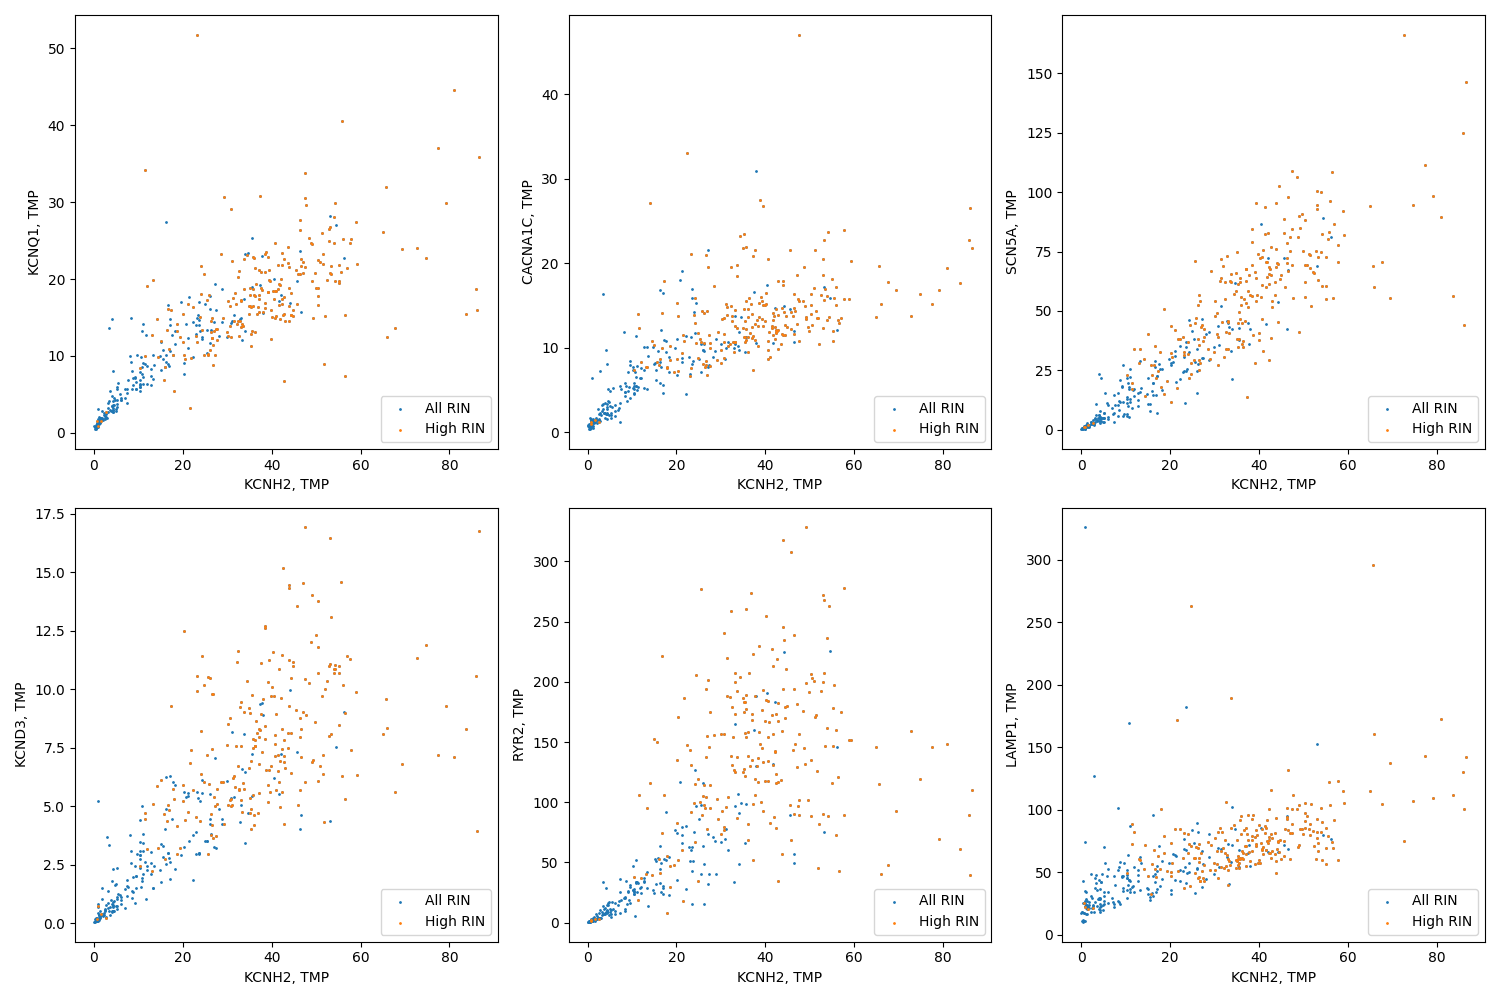 50
40
30
20
10
0
KCNQ1, TMP
0 20 40 60 80
KCNH2, TMP
All RIN
High RIN
40
30
20
10
0
CACNA1C, TMP
0 20 40 60 80
KCNH2, TMP
All RIN
High RIN
150
125
100
75
50
25
0
SCN5A, TMP
0 20 40 60 80
KCNH2, TMP
All RIN
High RIN
17.5
15.0
12.5
10.0
7.5
5.0
2.5
0.0
KCND3, TMP
0 20 40 60 80
KCNH2, TMP
All RIN
High RIN
300
250
200
150
100
50
0
RYR2, TMP
0 20 40 60 80
KCNH2, TMP
All RIN
High RIN
300
250
200
150
100
50
0
LAMP1, TMP
0 20 40 60 80
KCNH2, TMP
All RIN
High RIN